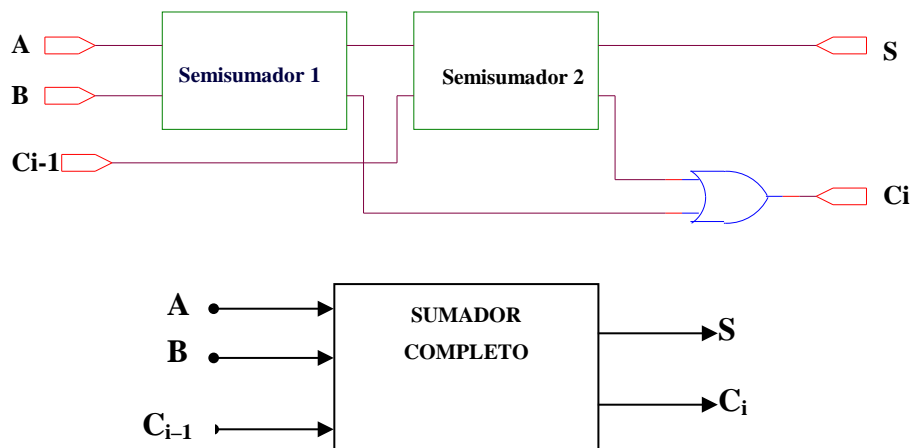 A
Semisumador 1
Semisumador 2
S
B
Ci-1
Ci
A
SUMADOR
COMPLETO
S
B
Cᵢ
Cᵢ₋₁